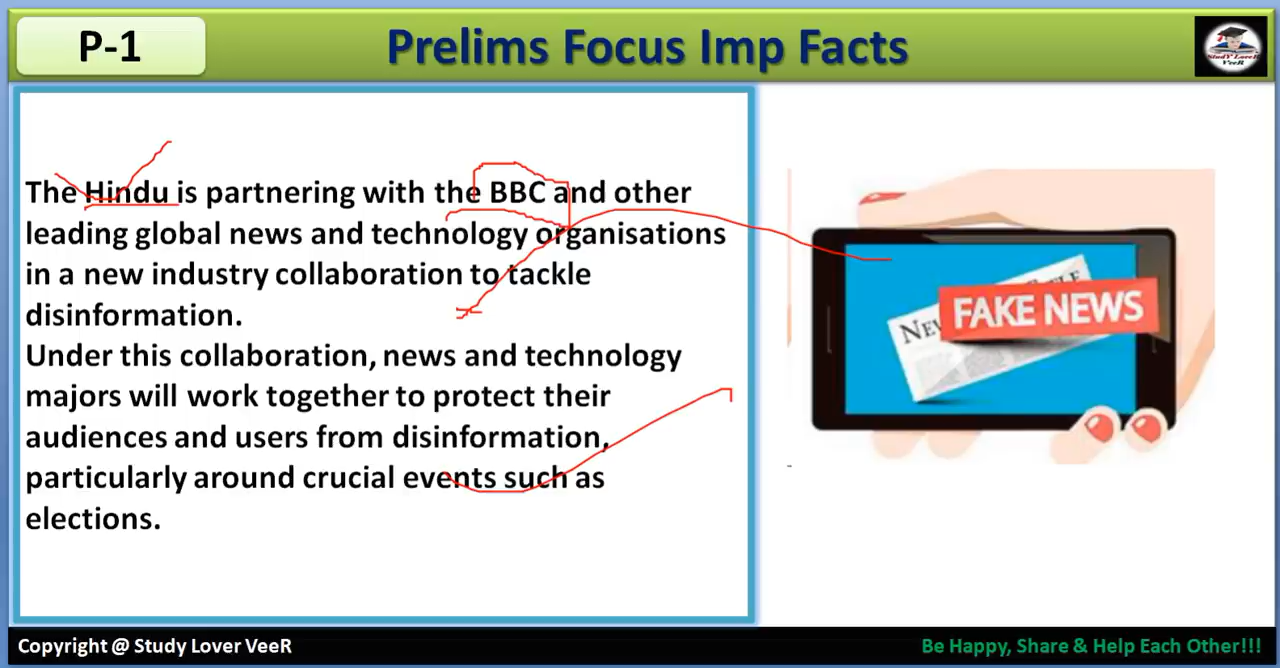 P-1
Prelims Focus Imp Facts
StudY LoveR
VeeR
The Hindu is partnering with the BBC and other
leading global news and technology organisations
in a new industry collaboration to tackle
disinformation.
Under this collaboration, news and technology
majors will work together to protect their
audiences and users from disinformation,
particularly around crucial events such as
elections.
FAKE NEWS
Copyright @ Study Lover VeeR
Be Happy, Share & Help Each Other!!!